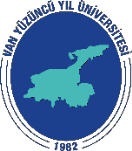 VAN YÜZÜNCÜ YIL ÜNİVERSİTESİ
1982